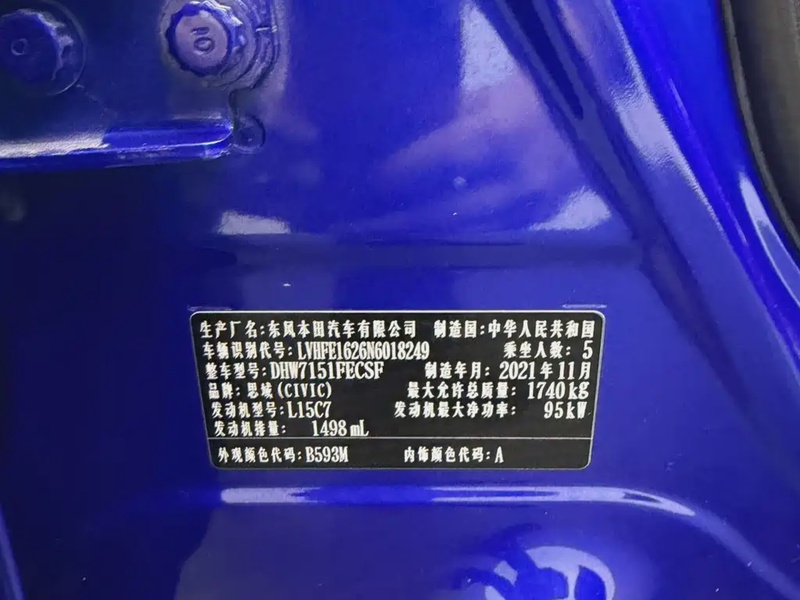 10
生产厂名:东风本田汽车有限公司 制造国:中华人民共和国
车辆识别代号: LVHFE1626N6018249 乘坐人数: 5
整车型号:DHW7151FECSF 制造年月: 2021年11月
品牌: 思域(CIVIC) 最大允许总质量: 1740kg
发动机型号:L15C7 发动机最大净功率: 95kW
发动机排量: 1498mL
外观颜色代码:B593M 内饰颜色代码:A